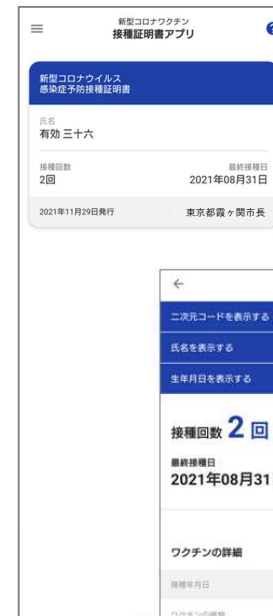 新型コロナワクチン
接種証明書アプリ
新型コロナウイルス
感染症予防接種証明書
氏名
有効 三十六
接種回数
最終接種日
2回
2021年08月31日
2021年11月29日発行
東京都霞ヶ関市長
二次元コードを表示する
氏名を表示する
生年月日を表示する
接種回数 2 回
最終接種日
2021年08月31
ワクチンの詳細
接種年月日
ワクチンの種類